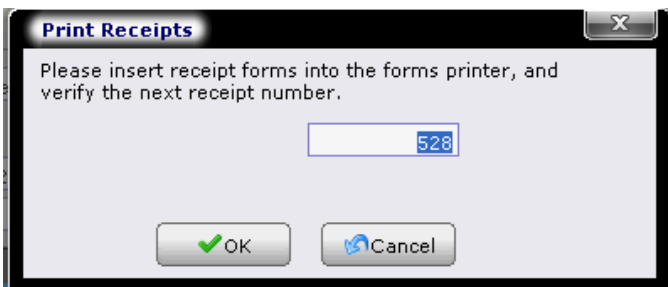 Print Receipts
X
Please insert receipt forms into the forms printer, and
verify the next receipt number.
528
OK
Cancel